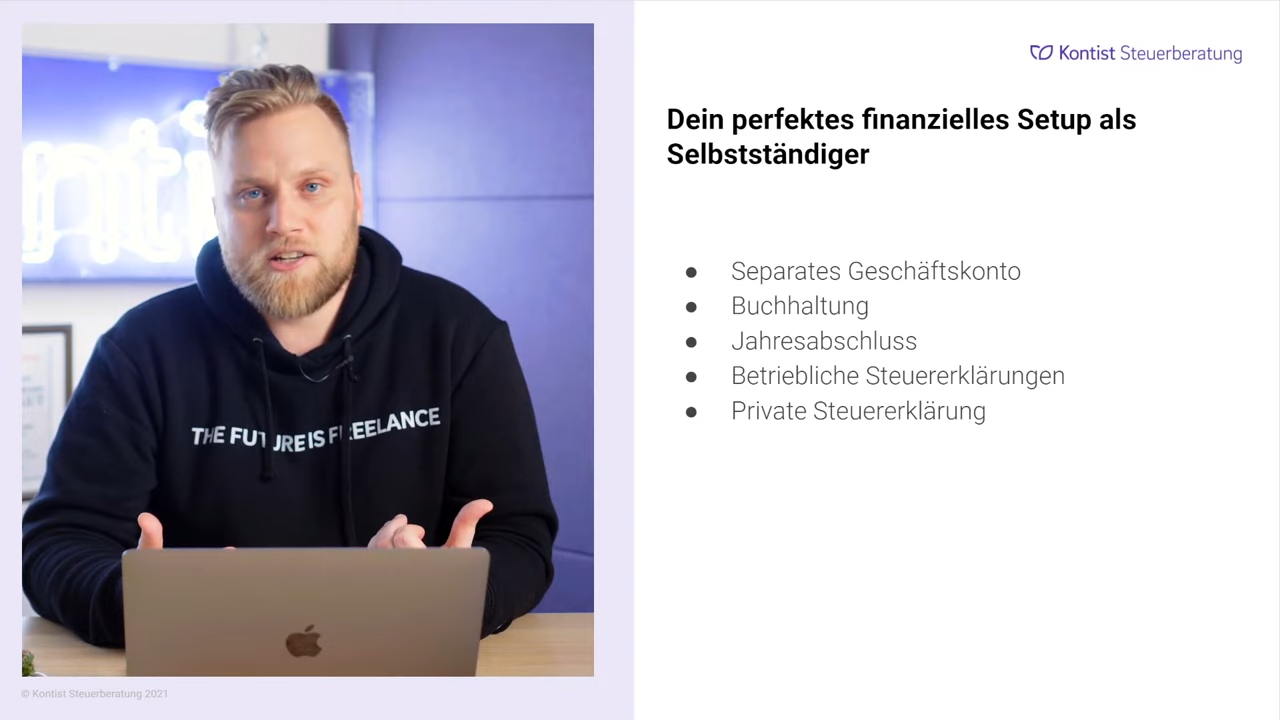 Kontist Steuerberatung
Dein perfektes finanzielles Setup als
Selbstständiger
● Separates Geschäftskonto
● Buchhaltung
● Jahresabschluss
● Betriebliche Steuererklärungen
● Private Steuererklärung
THE FUTURE IS FREELANCE
© Kontist Steuerberatung 2021